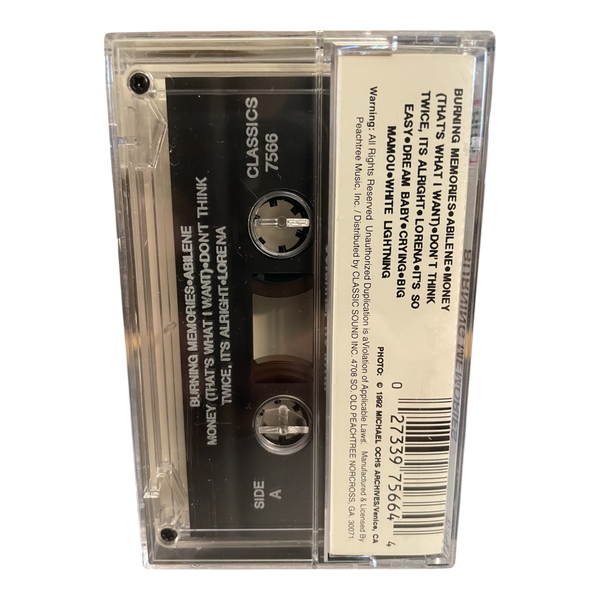 BURNING MEMORIES•ABILENE•MONEY
(THAT'S WHAT I WANT)•DON'T THINK
TWICE, ITS ALRIGHT•LORENA•IT'S SO
EASY•DREAM BABY•CRYING•BIG
MAMOU•WHITE LIGHTNING
Warning: All Rights Reserved Unauthorized Duplication is aViolation of Applicable Laws. Manufactured & Licensed By
Peachtree Music, Inc. / Distributed by CLASSIC SOUND INC. 4708 SO. OLD PEACHTREE NORCROSS, GA. 30071
PHOTO: © 1992 MICHAEL OCHS ARCHIVES/Venice, CA
0 27339 75664 4
CLASSICS
7566
BURNING MEMORIES•ABILENE
MONEY (THAT'S WHAT I WANT)•DON'T THINK
TWICE, IT'S ALRIGHT•LORENA
SIDE
A